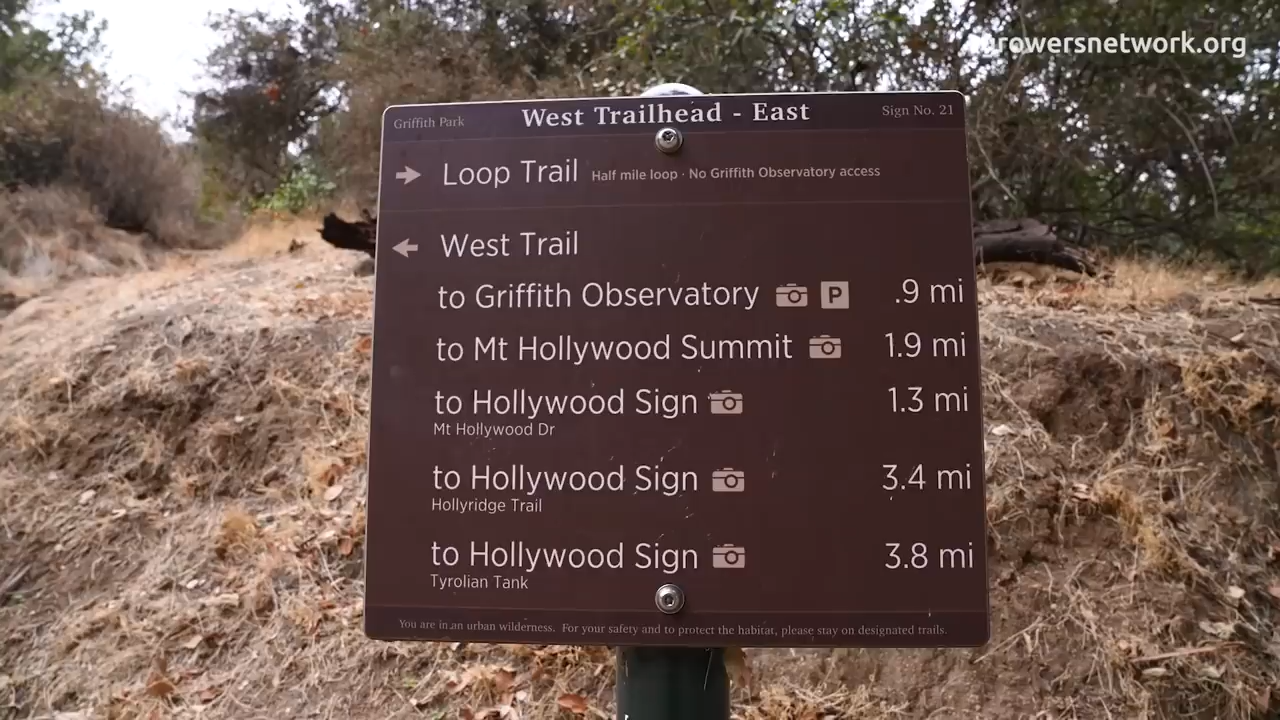 growersnetwork.org
Griffith Park West Trailhead - East Sign No. 21
→ Loop Trail Half mile loop · No Griffith Observatory access
← West Trail
to Griffith Observatory P .9 mi
to Mt Hollywood Summit 1.9 mi
to Hollywood Sign 1.3 mi
Mt Hollywood Dr
to Hollywood Sign 3.4 mi
Hollyridge Trail
to Hollywood Sign 3.8 mi
Tyrolian Tank
You are in an urban wilderness. For your safety and to protect the habitat, please stay on designated trails.